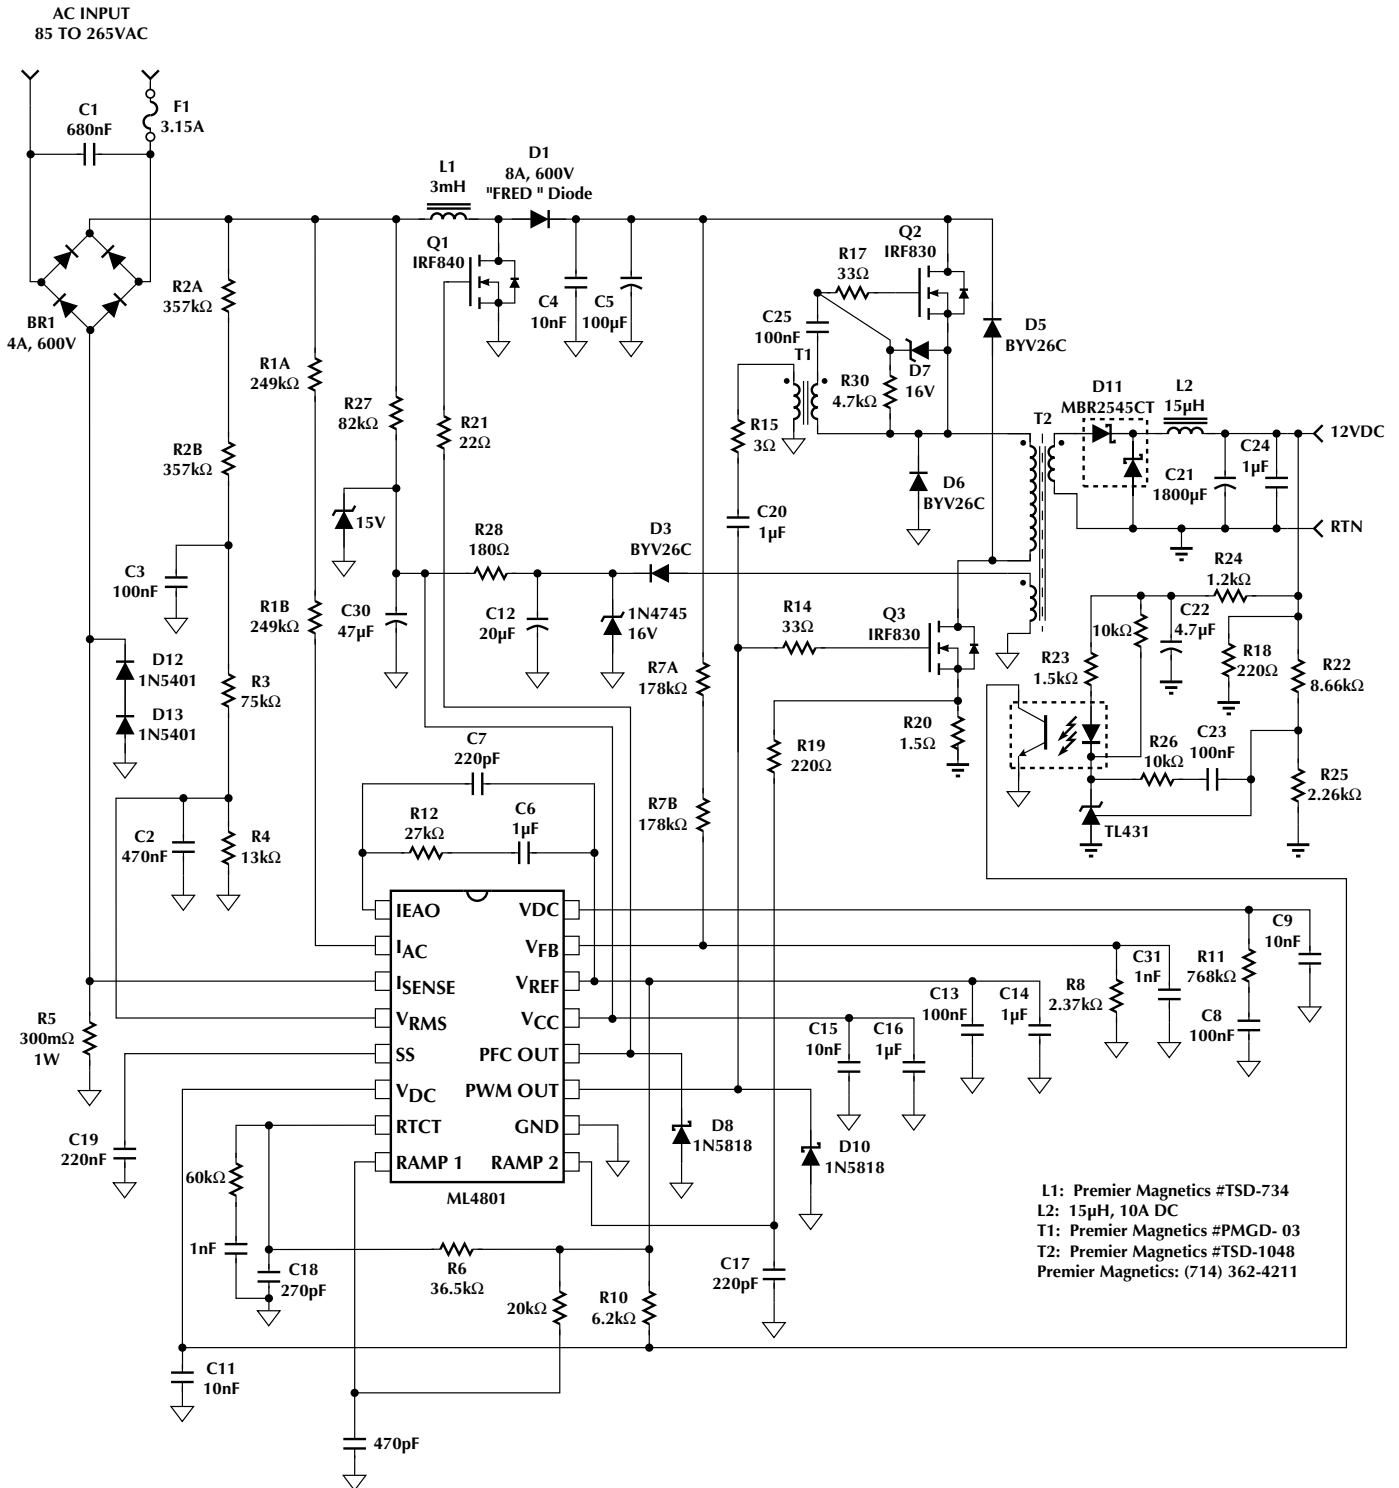 AC INPUT
85 TO 265VAC
C1
680nF
F1
3.15A
BR1
4A, 600V
R2A
357kΩ
R2B
357kΩ
R1A
249kΩ
R1B
249kΩ
R27
82kΩ
15V
C3
100nF
C30
47µF
L1
3mH
D1
8A, 600V
"FRED " Diode
Q1
IRF840
C4
10nF
C5
100µF
R21
22Ω
R28
180Ω
C12
20µF
D3
BYV26C
1N4745
16V
Q2
IRF830
R17
33Ω
C25
100nF
T1
R30
4.7kΩ
D7
16V
D5
BYV26C
R15
3Ω
C20
1µF
D6
BYV26C
T2
D11
MBR2545CT
L2
15µH
C21
1800µF
C24
1µF
12VDC
RTN
R14
33Ω
Q3
IRF830
R20
1.5Ω
R19
220Ω
R24
1.2kΩ
10kΩ
C22
4.7µF
R23
1.5kΩ
R18
220Ω
R22
8.66kΩ
R26
10kΩ
C23
100nF
R25
2.26kΩ
TL431
D12
1N5401
D13
1N5401
R3
75kΩ
C2
470nF
R4
13kΩ
C7
220pF
R12
27kΩ
C6
1µF
R7A
178kΩ
R7B
178kΩ
R5
300mΩ
1W
IEAO
IAC
ISENSE
VRMS
SS
VDC
RTCT
RAMP 1
VDC
VFB
VREF
VCC
PFC OUT
PWM OUT
GND
RAMP 2
ML4801
C9
10nF
R11
768kΩ
C8
100nF
C31
1nF
R8
2.37kΩ
C13
100nF
C14
1µF
C15
10nF
C16
1µF
D8
1N5818
D10
1N5818
C19
220nF
60kΩ
1nF
C18
270pF
R6
36.5kΩ
20kΩ
R10
6.2kΩ
C17
220pF
C11
10nF
470pF
L1: Premier Magnetics #TSD-734
L2: 15µH, 10A DC
T1: Premier Magnetics #PMGD- 03
T2: Premier Magnetics #TSD-1048
Premier Magnetics: (714) 362-4211